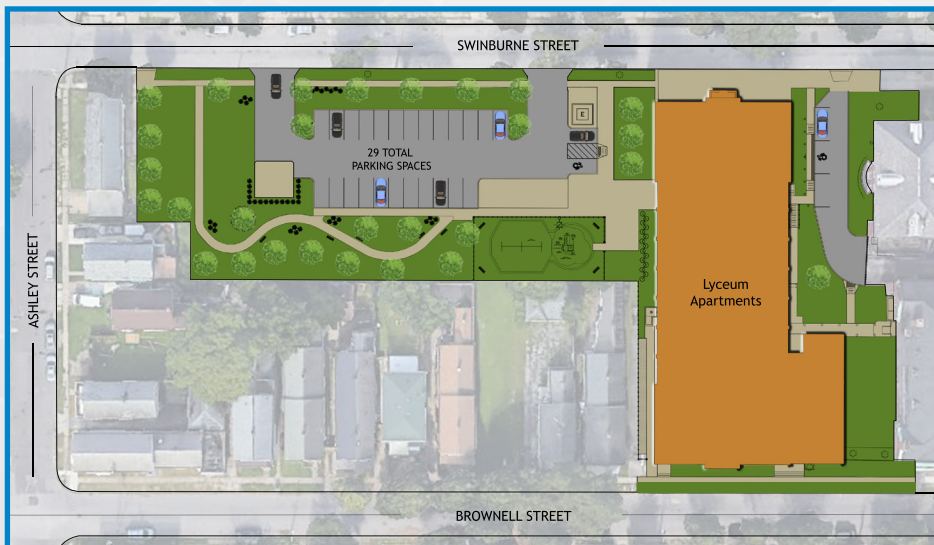 SWINBURNE STREET
E
29 TOTAL
PARKING SPACES
ASHLEY STREET
Lyceum
Apartments
BROWNELL STREET